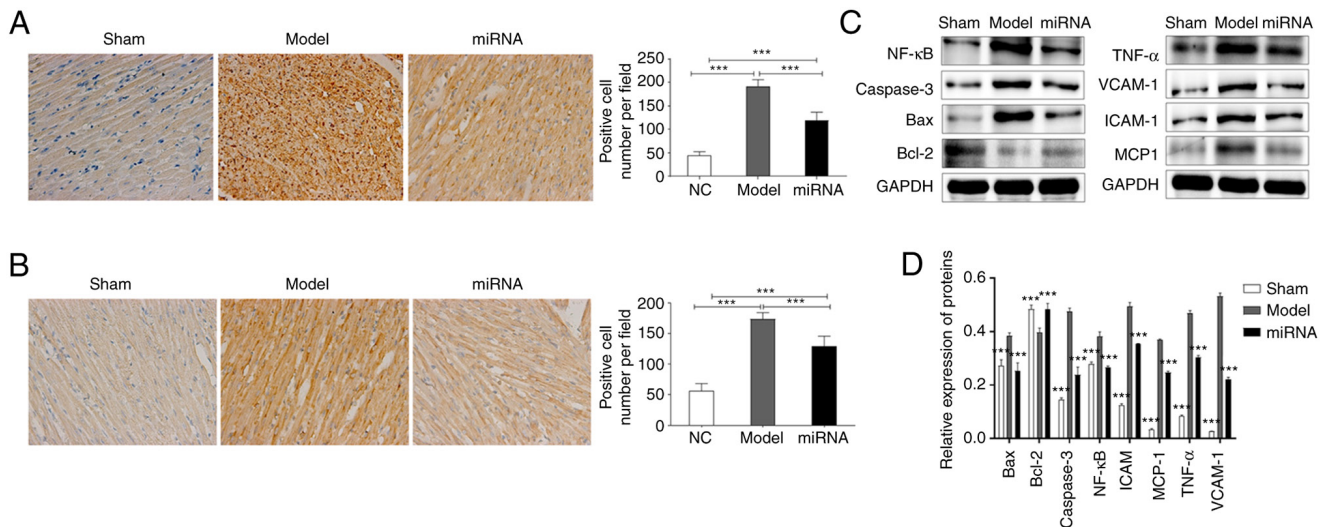 A
Sham Model miRNA
Positive cell
number per field
250
200
150
100
50
0
***
*** ***
NC Model miRNA
B
Sham Model miRNA
Positive cell
number per field
200
150
100
50
0
***
*** ***
NC Model miRNA
C
Sham Model miRNA
NF-κB
Caspase-3
Bax
Bcl-2
GAPDH
Sham Model miRNA
TNF-α
VCAM-1
ICAM-1
MCP1
GAPDH
D
Relative expression of proteins
0.6
0.4
0.2
0.0
Sham
Model
miRNA
*** *** *** *** *** *** *** *** *** *** *** *** *** *** *** ***
Bax
Bcl-2
Caspase-3
NF-κB
ICAM
MCP-1
TNF-α
VCAM-1